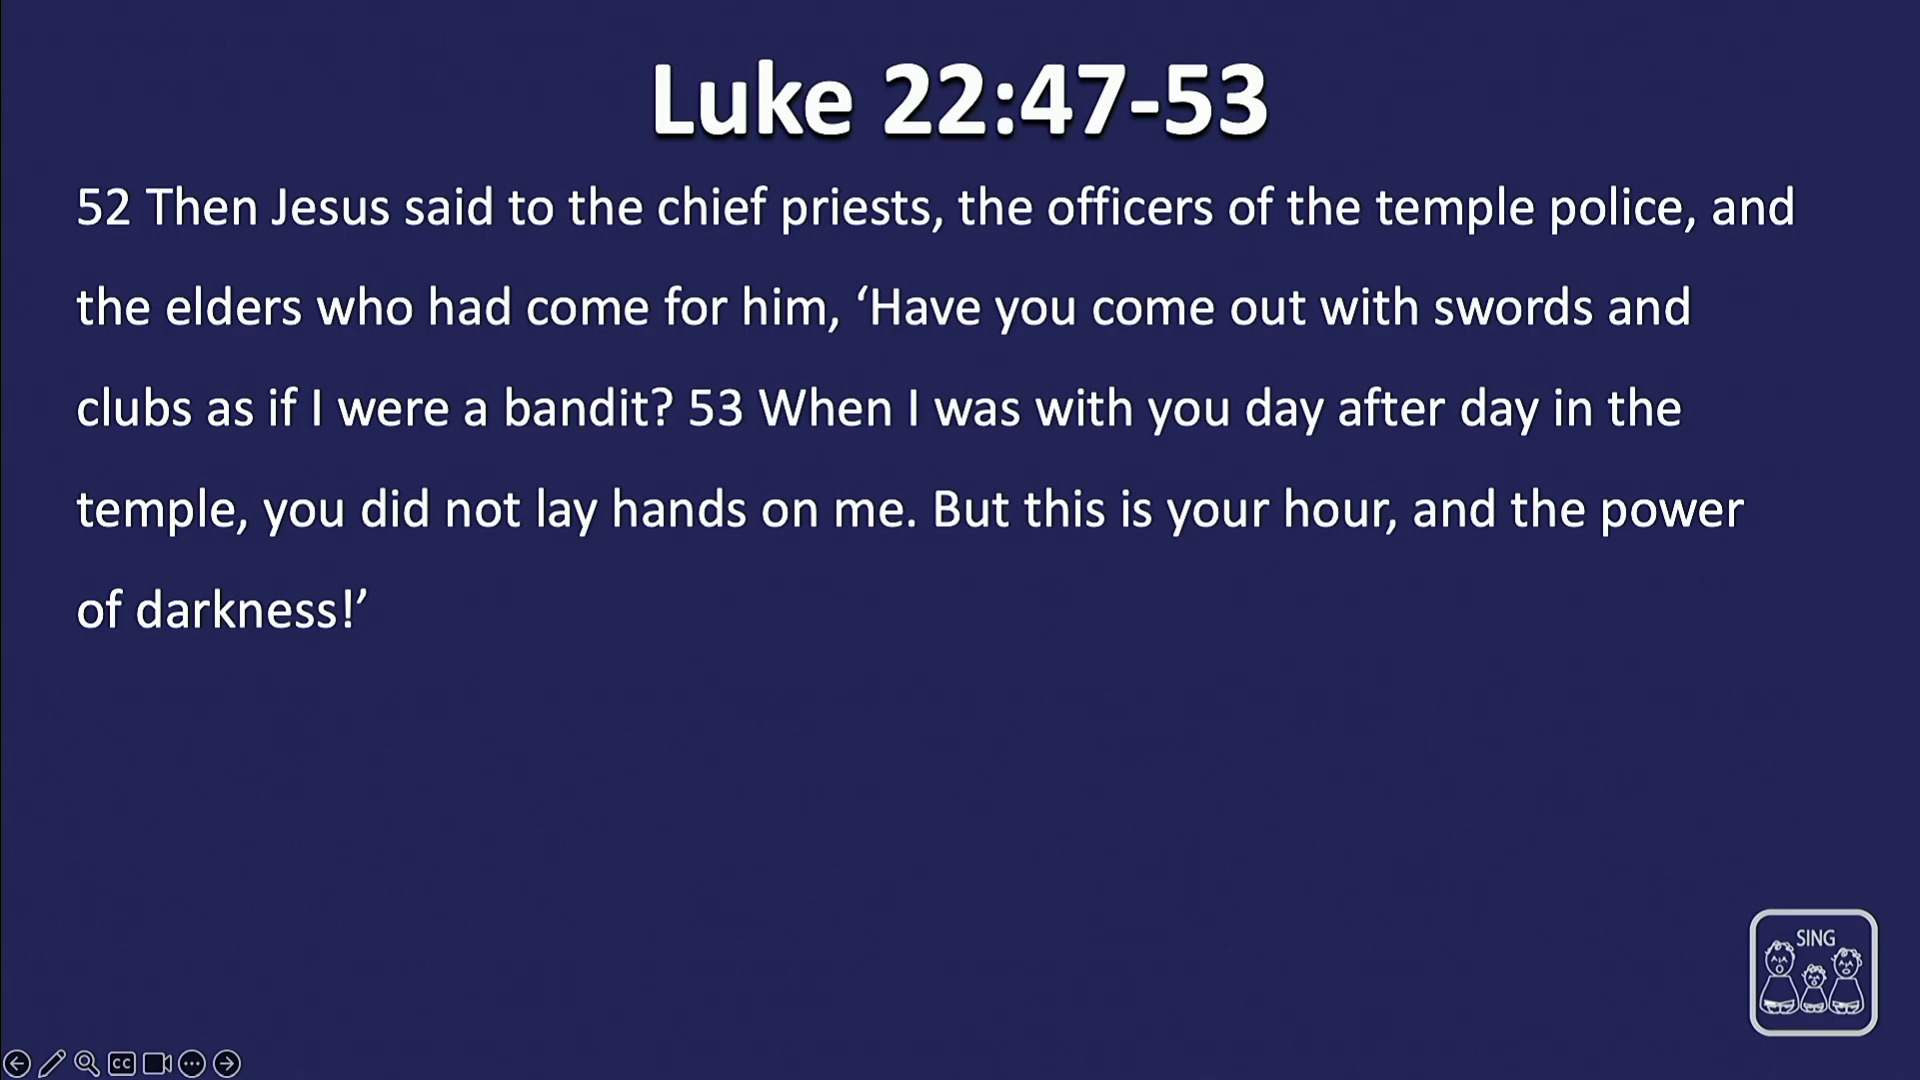 Luke 22:47-53
52 Then Jesus said to the chief priests, the officers of the temple police, and
the elders who had come for him, ‘Have you come out with swords and
clubs as if I were a bandit? 53 When I was with you day after day in the
temple, you did not lay hands on me. But this is your hour, and the power
of darkness!’
SING
CC